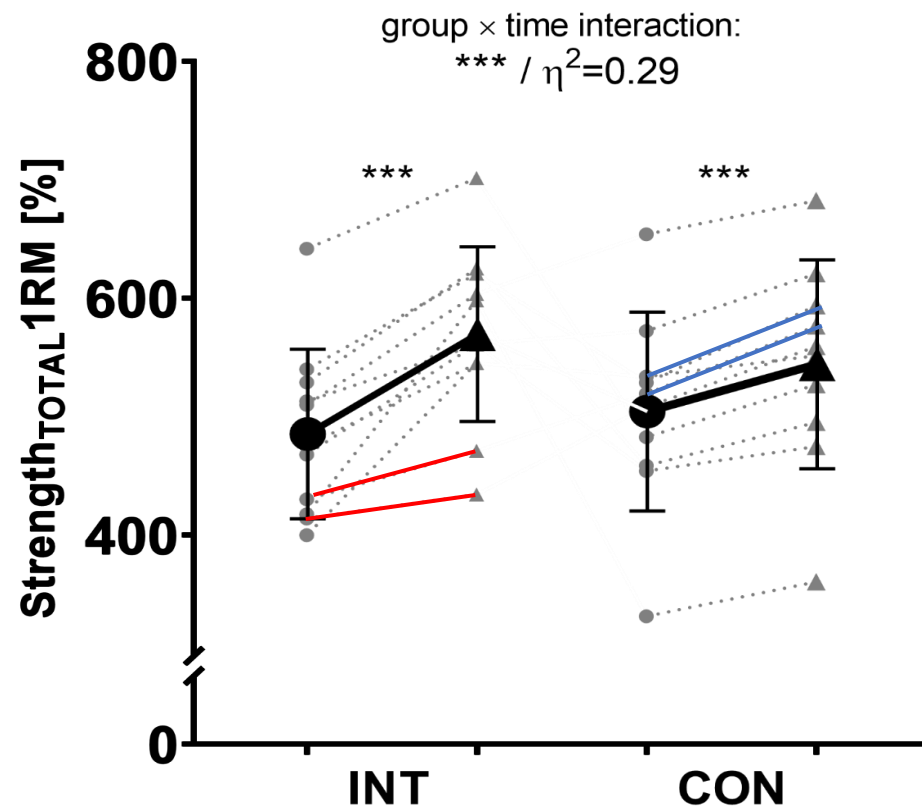 group × time interaction:
*** / η²=0.29
800
600
400
0
Strength_TOTAL 1RM [%]
***
***
INT
CON